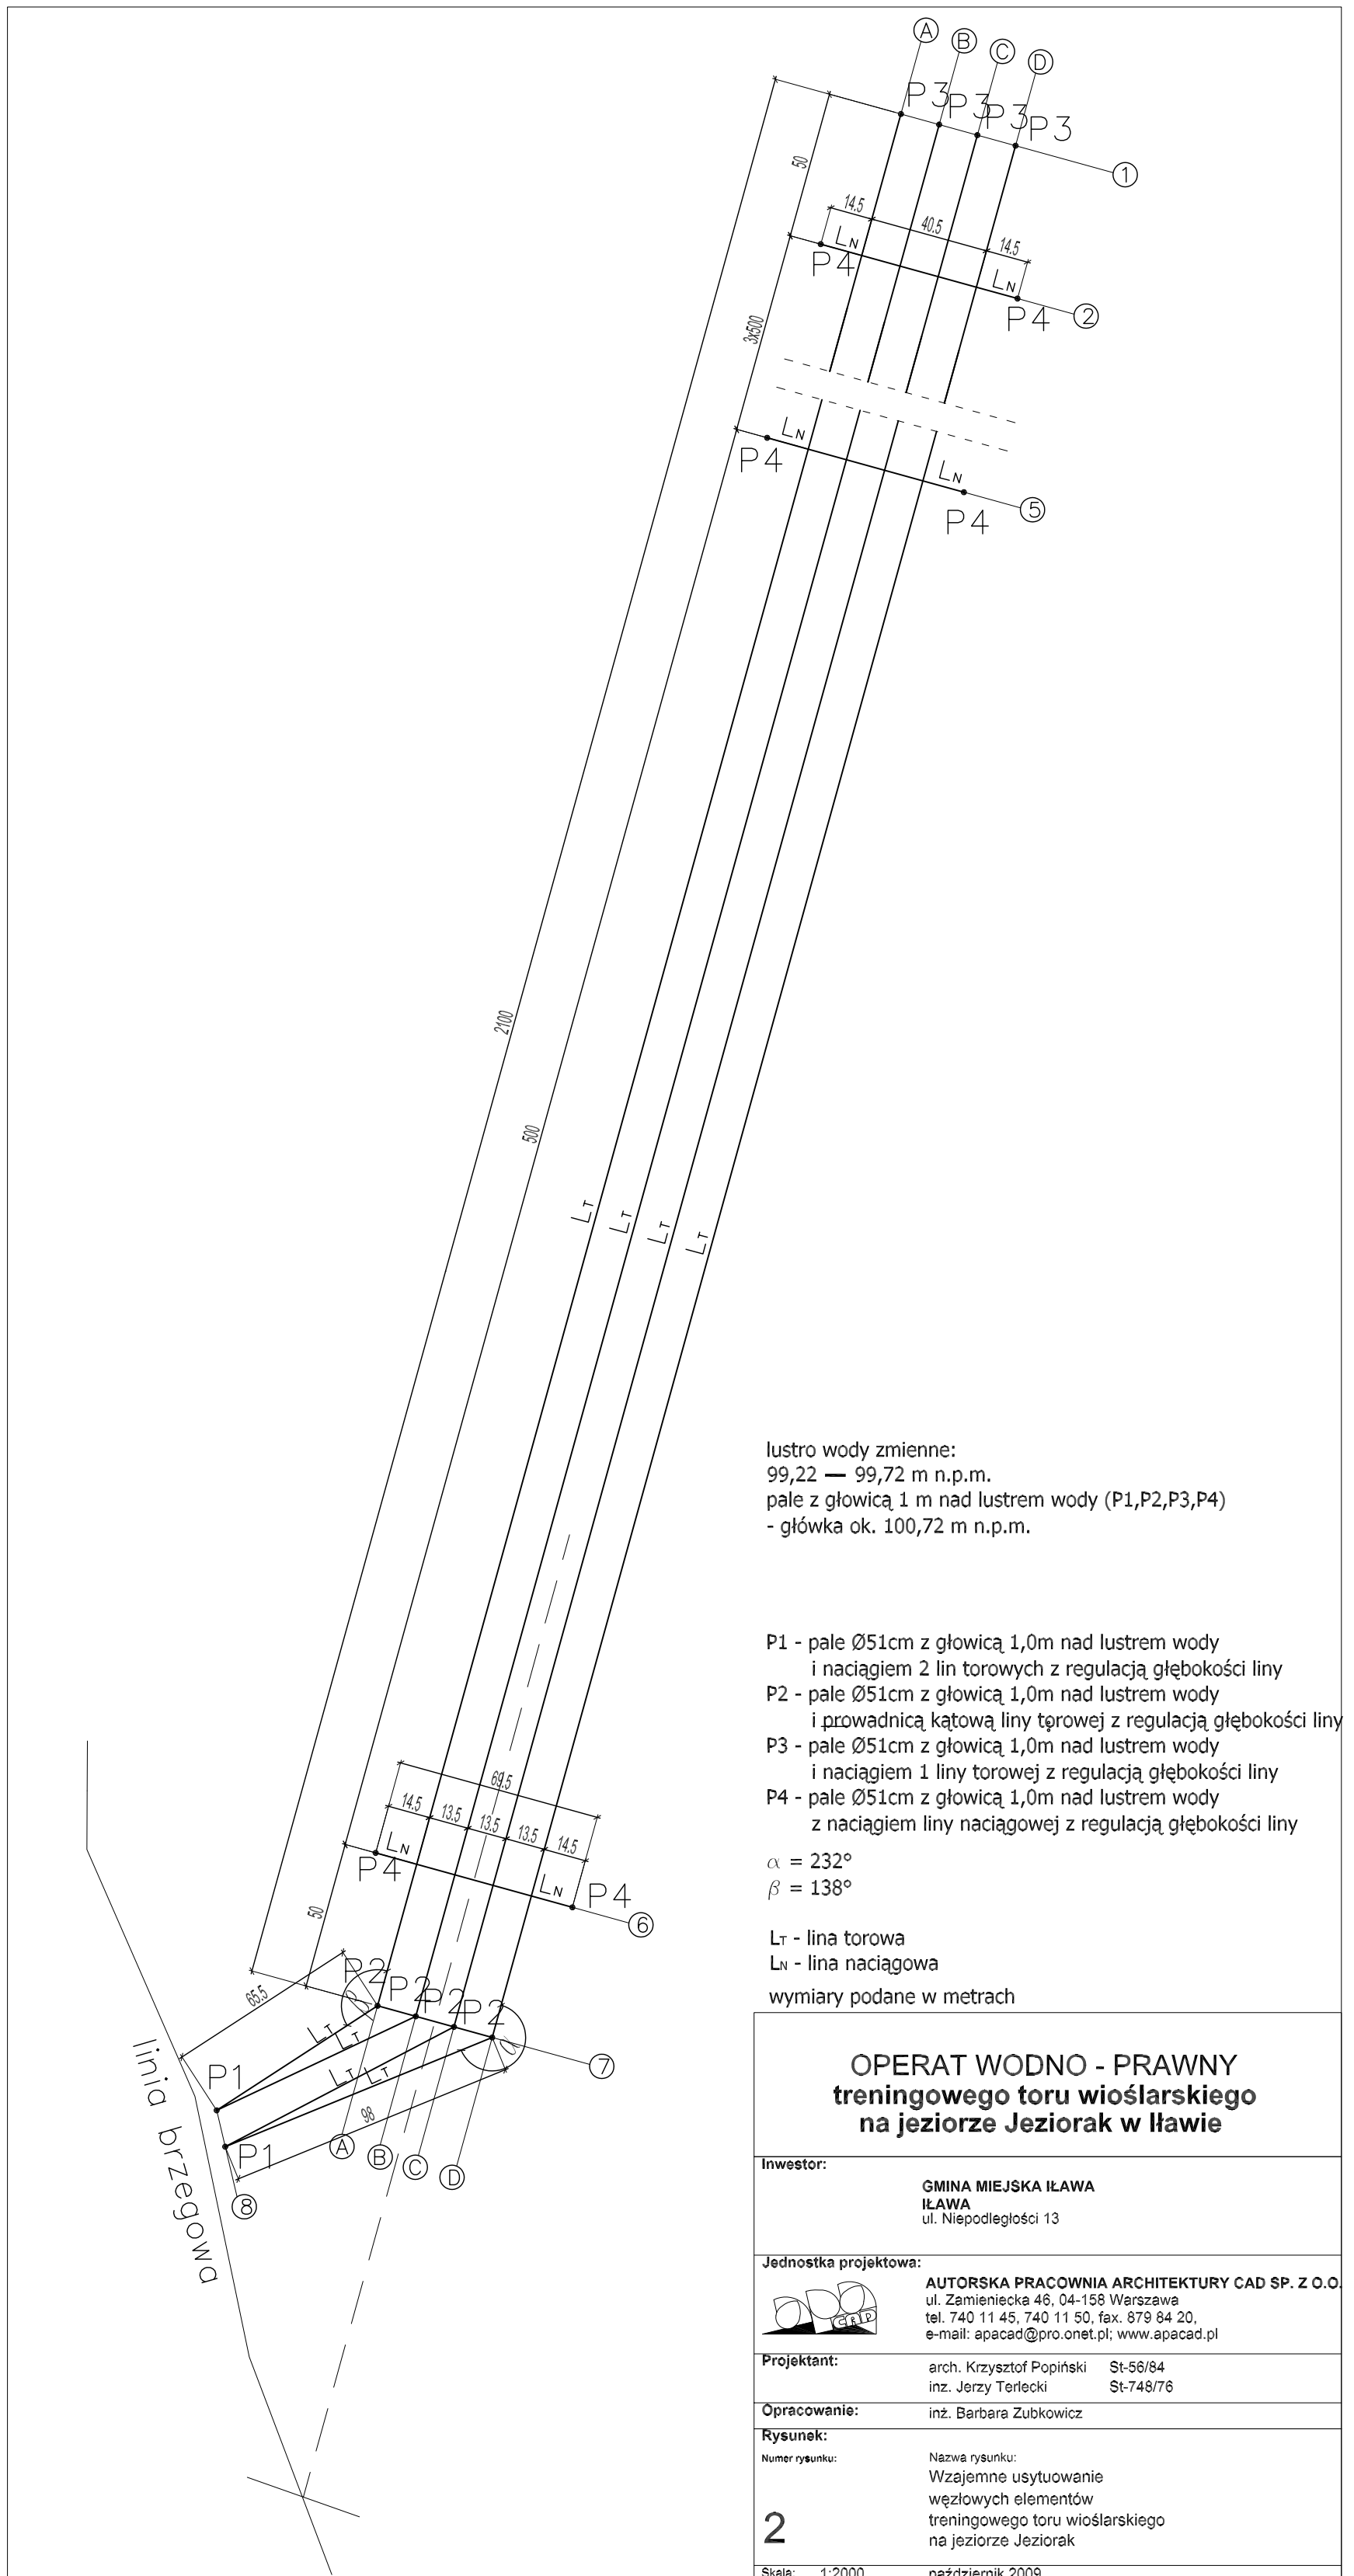 A
B
C
D
P3
P3
P3
P3
1
50
14.5
40.5
14.5
LN
P4
LN
P4
2
3x500
LN
P4
LN
P4
5
2100
500
LT
LT
LT
LT
lustro wody zmienne:
99,22 — 99,72 m n.p.m.
pale z głowicą 1 m nad lustrem wody (P1,P2,P3,P4)
- główka ok. 100,72 m n.p.m.
P1 - pale Ø51cm z głowicą 1,0m nad lustrem wody
i naciągiem 2 lin torowych z regulacją głębokości liny
P2 - pale Ø51cm z głowicą 1,0m nad lustrem wody
i prowadnicą kątową liny torowej z regulacją głębokości liny
P3 - pale Ø51cm z głowicą 1,0m nad lustrem wody
i naciągiem 1 liny torowej z regulacją głębokości liny
P4 - pale Ø51cm z głowicą 1,0m nad lustrem wody
z naciągiem liny naciągowej z regulacją głębokości liny
α = 232°
β = 138°
LT - lina torowa
LN - lina naciągowa
wymiary podane w metrach
69.5
14.5
13.5
13.5
13.5
14.5
LN
P4
LN
P4
6
50
P2
P2
P2
P2
β
α
7
65.5
LT
LT
LT
LT
P1
P1
98
A
B
C
D
8
linia brzegowa
OPERAT WODNO - PRAWNY
treningowego toru wioślarskiego
na jeziorze Jeziorak w Iławie
Inwestor:
GMINA MIEJSKA IŁAWA
IŁAWA
ul. Niepodległości 13
Jednostka projektowa:
CAD
AUTORSKA PRACOWNIA ARCHITEKTURY CAD SP. Z O.O.
ul. Zamieniecka 46, 04-158 Warszawa
tel. 740 11 45, 740 11 50, fax. 879 84 20,
e-mail: apacad@pro.onet.pl; www.apacad.pl
Projektant:
arch. Krzysztof Popiński St-56/84
inz. Jerzy Terlecki St-748/76
Opracowanie:
inż. Barbara Zubkowicz
Rysunek:
Numer rysunku:
Nazwa rysunku:
2
Wzajemne usytuowanie
węzłowych elementów
treningowego toru wioślarskiego
na jeziorze Jeziorak
Skala: 1:2000 październik 2009